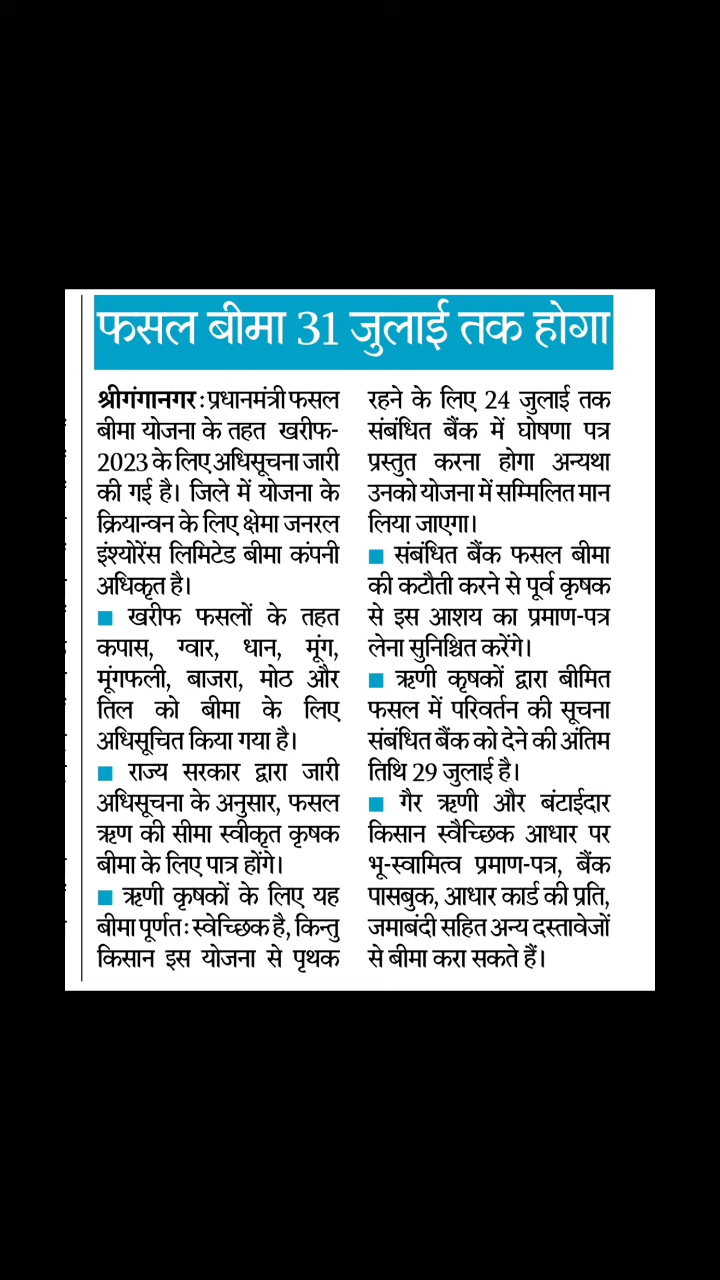 फसल बीमा 31 जुलाई तक होगा
श्रीगंगानगर : प्रधानमंत्री फसल
बीमा योजना के तहत खरीफ-
2023 के लिए अधिसूचना जारी
की गई है। जिले में योजना के
क्रियान्वन के लिए क्षेमा जनरल
इंश्योरेंस लिमिटेड बीमा कंपनी
अधिकृत है।
■ खरीफ फसलों के तहत
कपास, ग्वार, धान, मूंग,
मूंगफली, बाजरा, मोठ और
तिल को बीमा के लिए
अधिसूचित किया गया है।
■ राज्य सरकार द्वारा जारी
अधिसूचना के अनुसार, फसल
ऋण की सीमा स्वीकृत कृषक
बीमा के लिए पात्र होंगे।
■ ऋणी कृषकों के लिए यह
बीमा पूर्णत: स्वेच्छिक है, किन्तु
किसान इस योजना से पृथक
रहने के लिए 24 जुलाई तक
संबंधित बैंक में घोषणा पत्र
प्रस्तुत करना होगा अन्यथा
उनको योजना में सम्मिलित मान
लिया जाएगा।
■ संबंधित बैंक फसल बीमा
की कटौती करने से पूर्व कृषक
से इस आशय का प्रमाण-पत्र
लेना सुनिश्चित करेंगे।
■ ऋणी कृषकों द्वारा बीमित
फसल में परिवर्तन की सूचना
संबंधित बैंक को देने की अंतिम
तिथि 29 जुलाई है।
■ गैर ऋणी और बंटाईदार
किसान स्वैच्छिक आधार पर
भू-स्वामित्व प्रमाण-पत्र, बैंक
पासबुक, आधार कार्ड की प्रति,
जमाबंदी सहित अन्य दस्तावेजों
से बीमा करा सकते हैं।